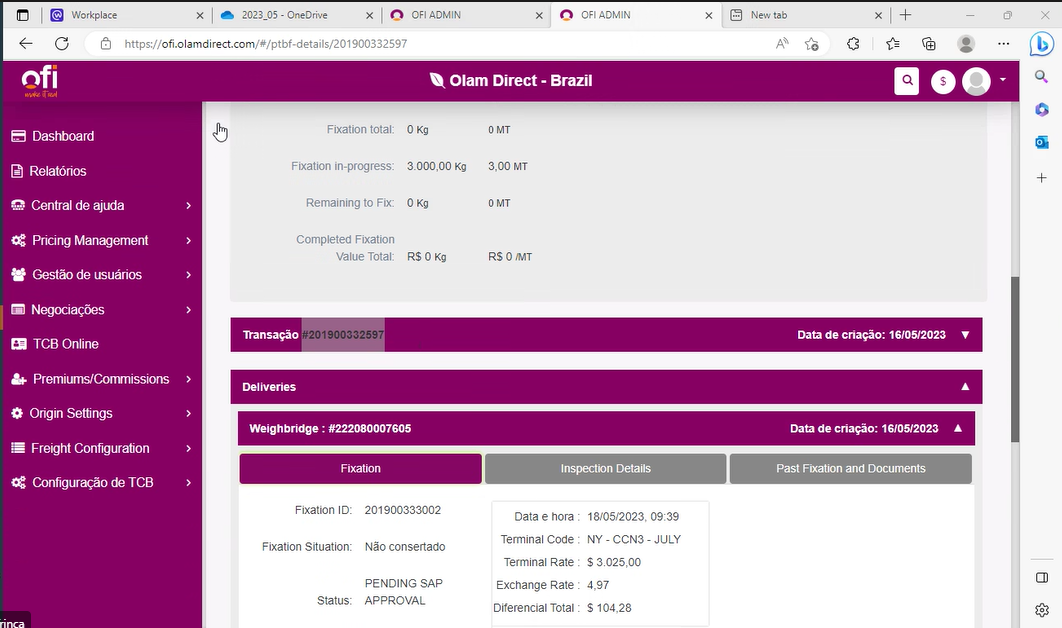 Workplace
2023_05 - OneDrive
OFI ADMIN
OFI ADMIN
New tab
https://ofi.olamdirect.com/#/ptbf-details/201900332597
ofi
make it real
Olam Direct - Brazil
$
Dashboard
Relatórios
Central de ajuda
Pricing Management
Gestão de usuários
Negociações
TCB Online
Premiums/Commissions
Origin Settings
Freight Configuration
Configuração de TCB
Fixation total: 0 Kg 0 MT
Fixation in-progress: 3.000,00 Kg 3,00 MT
Remaining to Fix: 0 Kg 0 MT
Completed Fixation
Value Total: R$ 0 Kg R$ 0 /MT
Transação #201900332597 Data de criação: 16/05/2023
Deliveries
Weighbridge : #222080007605 Data de criação: 16/05/2023
Fixation Inspection Details Past Fixation and Documents
Fixation ID: 201900333002
Fixation Situation: Não consertado
Status: PENDING SAP
APPROVAL
Data e hora : 18/05/2023, 09:39
Terminal Code : NY - CCN3 - JULY
Terminal Rate : $ 3.025,00
Exchange Rate : 4,97
Diferencial Total : $ 104,28